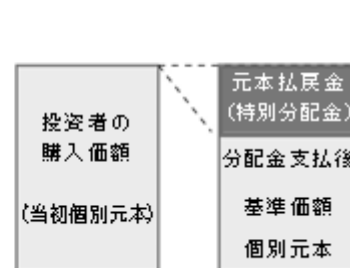 投資者の
購入価額
(当初個別元本)
元本払戻金
(特別分配金)
分配金支払後
基準価額
個別元本